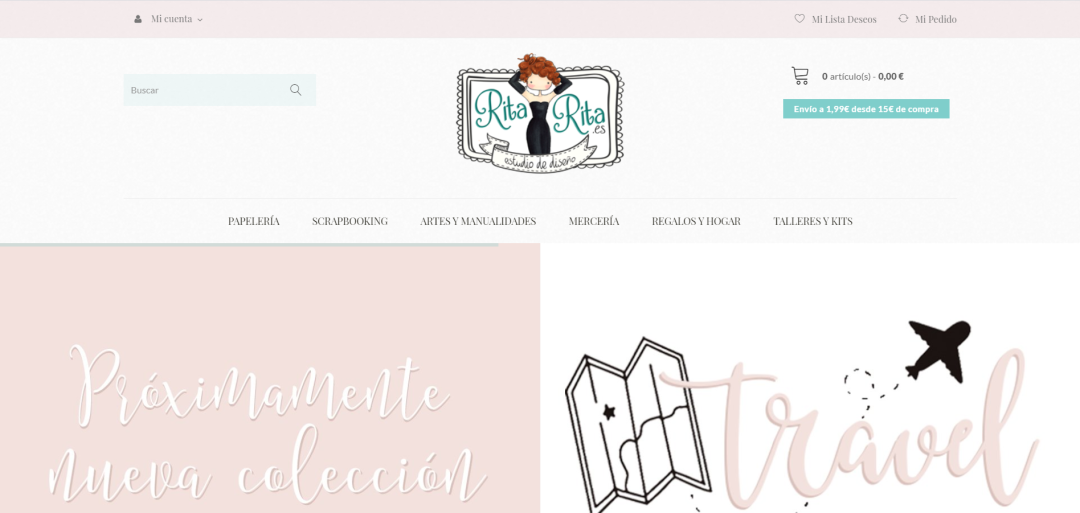 Mi cuenta
Mi Lista Deseos
Mi Pedido
Buscar
Rita Rita
.es
estudio de diseño
0 artículo(s) - 0,00 €
Envío a 1,99€ desde 15€ de compra
PAPELERÍA
SCRAPBOOKING
ARTES Y MANUALIDADES
MERCERÍA
REGALOS Y HOGAR
TALLERES Y KITS
Próximamente
nueva colección
travel